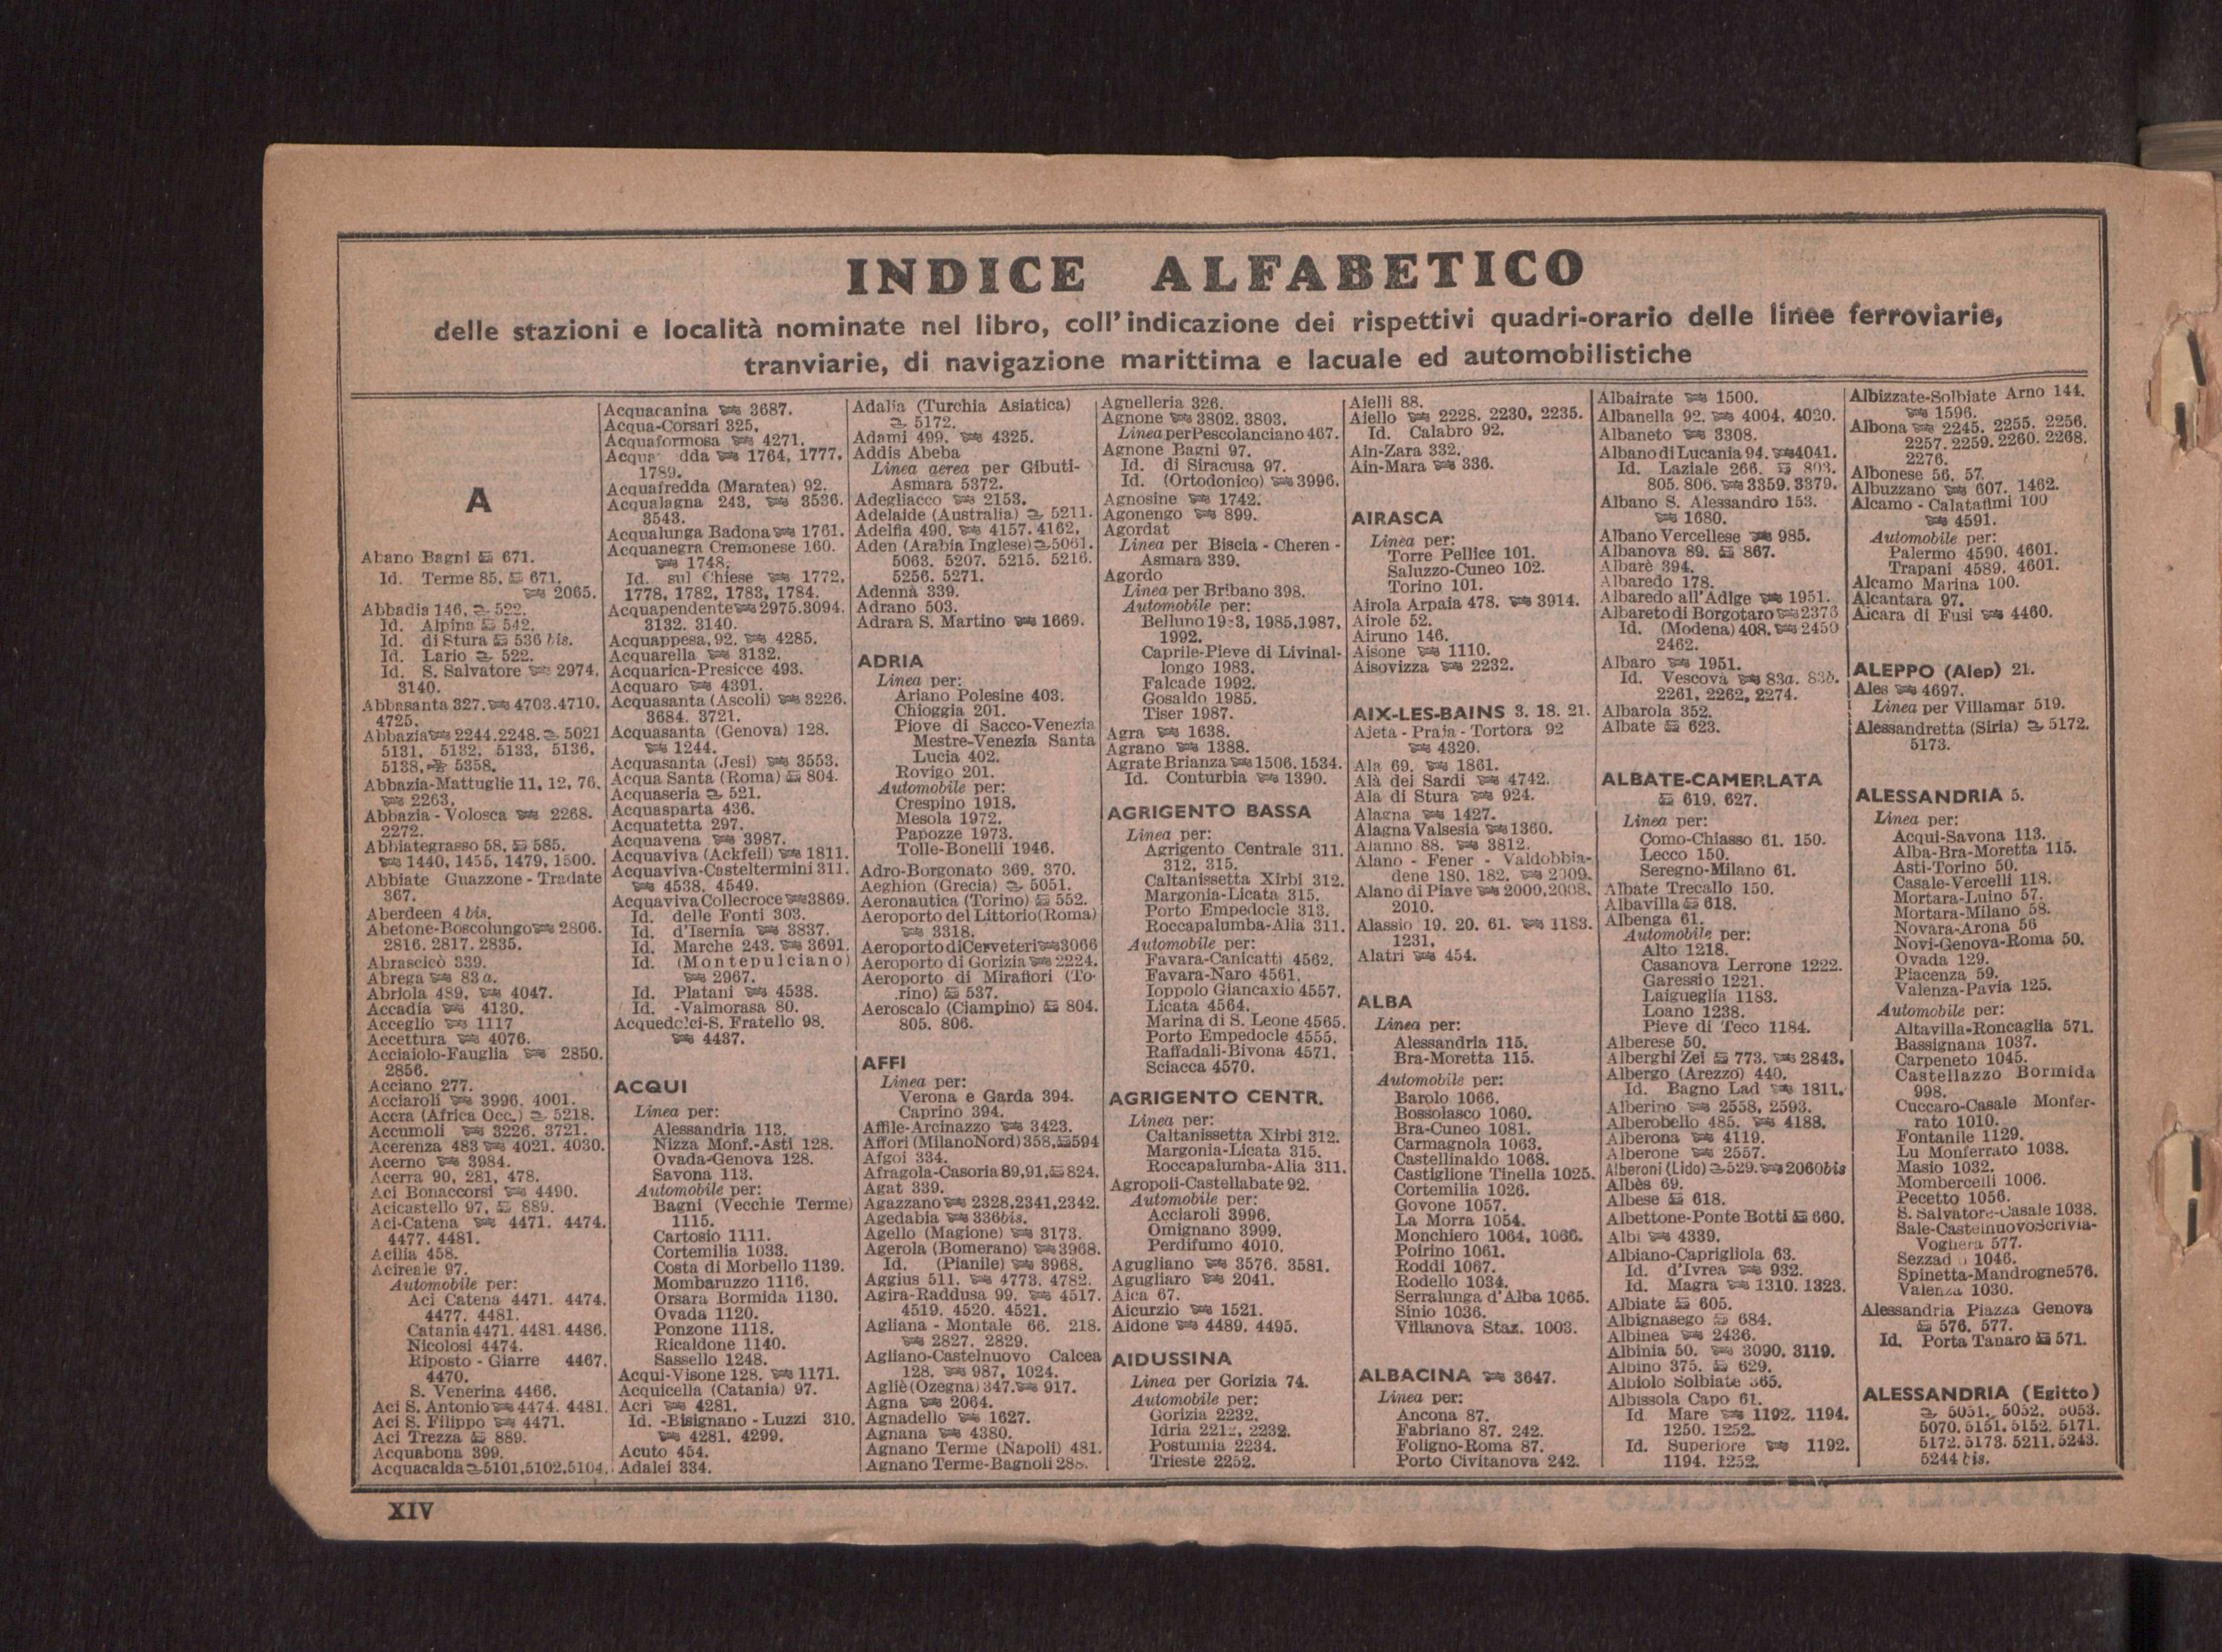 INDICE ALFABETICO
delle stazioni e località nominate nel libro, coll'indicazione dei rispettivi quadri-orario delle linee ferroviarie,
tranviarie, di navigazione marittima e lacuale ed automobilistiche
A
Abano Bagni 671.
Id. Terme 85. 671.
2065.
Abbadia 146, 522.
Id. Alpina 542.
Id. di Stura 536 bis.
Id. Lario 522.
Id. S. Salvatore 2974.
3140.
Abbasanta 327. 4703.4710.
4725.
Abbazia 2244.2248. 5021
5131, 5132, 5133, 5136,
5138, 5358.
Abbazia-Mattuglie 11, 12, 76.
2263.
Abbazia - Volosca 2268.
2272.
Abbiategrasso 58. 585.
1440, 1455, 1479, 1500.
Abbiate Guazzone - Tradate
367.
Aberdeen 4 bis.
Abetone-Boscolungo 2806.
2816. 2817. 2835.
Abrascicò 339.
Abrega 83a.
Abriola 489. 4047.
Accadia 4130.
Acceglio 1117
Accettura 4076.
Acciaiolo-Fauglia 2850.
2856.
Acciano 277.
Acciaroli 3996. 4001.
Accra (Africa Occ.) 5218.
Accumoli 3226. 3721.
Acerenza 483 4021. 4030.
Acerno 3984.
Acerra 90, 281, 478.
Aci Bonaccorsi 4490.
Acicastello 97. 889.
Aci-Catena 4471. 4474.
4477. 4481.
Acilia 458.
Acireale 97.
Automobile per:
Aci Catena 4471. 4474.
4477. 4481.
Catania 4471. 4481. 4486.
Nicolosi 4474.
Riposto - Giarre 4467.
4470.
S. Venerina 4466.
Aci S. Antonio 4474. 4481.
Aci S. Filippo 4471.
Aci Trezza 889.
Acquabona 399.
Acquacalda 5101,5102,5104.
Acquacanina 3687.
Acqua-Corsari 325.
Acquaformosa 4271.
Acqua dda 1764, 1777,
1789.
Acquafredda (Maratea) 92.
Acqualagna 243. 3536.
3543.
Acqualunga Badona 1761.
Acquanegra Cremonese 160.
1748.
Id. sul Chiese 1772,
1778, 1782, 1783, 1784.
Acquapendente 2975.3094.
3132. 3140.
Acquappesa, 92. 4285.
Acquarella 3132.
Acquarica-Presicce 493.
Acquaro 4391.
Acquasanta (Ascoli) 3226.
3684. 3721.
Acquasanta (Genova) 128.
1244.
Acquasanta (Jesi) 3553.
Acqua Santa (Roma) 804.
Acquaseria 521.
Acquasparta 436.
Acquatetta 297.
Acquavena 3987.
Acquaviva (Ackfeil) 1811.
Acquaviva-Casteltermini 311.
4538. 4549.
Acquaviva Collecroce 3869.
Id. delle Fonti 303.
Id. d'Isernia 3837.
Id. Marche 243. 3691.
Id. (Montepulciano)
2967.
Id. Platani 4538.
Id. -Valmorasa 80.
Acquedolci-S. Fratello 98.
4437.
ACQUI
Linea per:
Alessandria 113.
Nizza Monf.-Asti 128.
Ovada-Genova 128.
Savona 113.
Automobile per:
Bagni (Vecchie Terme)
1115.
Cartosio 1111.
Cortemilia 1033.
Costa di Morbello 1139.
Mombaruzzo 1116.
Orsara Bormida 1130.
Ovada 1120.
Ponzone 1118.
Ricaldone 1140.
Sassello 1248.
Acqui-Visone 128. 1171.
Acquicella (Catania) 97.
Acri 4281.
Id. -Bisignano - Luzzi 310.
4281. 4299.
Acuto 454.
Adalei 334.
Adalia (Turchia Asiatica)
5172.
Adami 499. 4325.
Addis Abeba
Linea aerea per Gibuti-
Asmara 5372.
Adegliacco 2153.
Adelaide (Australia) 5211.
Adelfia 490. 4157. 4162.
Aden (Arabia Inglese) 5061.
5063. 5207. 5215. 5216.
5256. 5271.
Adennà 339.
Adrano 503.
Adrara S. Martino 1669.
ADRIA
Linea per:
Ariano Polesine 403.
Chioggia 201.
Piove di Sacco-Venezia
Mestre-Venezia Santa
Lucia 402.
Rovigo 201.
Automobile per:
Crespino 1918.
Mesola 1972.
Papozze 1973.
Tolle-Bonelli 1946.
Adro-Borgonato 369, 370.
Aeghion (Grecia) 5051.
Aeronautica (Torino) 552.
Aeroporto del Littorio (Roma)
3318.
Aeroporto di Cerveteri 3066
Aeroporto di Gorizia 2224.
Aeroporto di Mirafiori (To-
rino) 537.
Aeroscalo (Ciampino) 804.
805. 806.
AFFI
Linea per:
Verona e Garda 394.
Caprino 394.
Affile-Arcinazzo 3423.
Affori (Milano Nord) 358, 594
Afgoi 334.
Afragola-Casoria 89,91, 824.
Agat 339.
Agazzano 2328,2341,2342.
Agedabia 336bis.
Agello (Magione) 3173.
Agerola (Bomerano) 3968.
Id. (Pianile) 3968.
Aggius 511. 4773. 4782.
Agira-Raddusa 99. 4517.
4519. 4520. 4521.
Agliana - Montale 66. 218.
2827. 2829.
Agliano-Castelnuovo Calcea
128. 987, 1024.
Agliè (Ozegna) 347. 917.
Agna 2064.
Agnadello 1627.
Agnana 4380.
Agnano Terme (Napoli) 481.
Agnano Terme-Bagnoli
Agnelleria 326.
Agnone 3802. 3803.
Linea per Pescolanciano 467.
Agnone Bagni 97.
Id. di Siracusa 97.
Id. (Ortodonico) 3996.
Agnosine 1742.
Agonengo 899.
Agordat
Linea per Biscia - Cheren -
Asmara 339.
Agordo
Linea per Bribano 398.
Automobile per:
Belluno 1985,1987,
1992.
Caprile-Pieve di Livinal-
longo 1983.
Falcade 1992.
Gosaldo 1985.
Tiser 1987.
Agra 1638.
Agrano 1388.
Agrate Brianza 1506. 1534.
Id. Conturbia 1390.
AGRIGENTO BASSA
Linea per:
Agrigento Centrale 311.
312, 315.
Caltanissetta Xirbi 312.
Margonia-Licata 315.
Porto Empedocle 313.
Roccapalumba-Alia 311.
Automobile per:
Favara-Canicattì 4562.
Favara-Naro 4561.
Ioppolo Giancaxio 4557.
Licata 4564.
Marina di S. Leone 4565.
Porto Empedocle 4555.
Raffadali-Bivona 4571.
Sciacca 4570.
AGRIGENTO CENTR.
Linea per:
Caltanissetta Xirbi 312.
Margonia-Licata 315.
Roccapalumba-Alia 311.
Agropoli-Castellabate 92.
Automobile per:
Acciaroli 3996.
Omignano 3999.
Perdifumo 4010.
Agugliano 3576. 3581.
Agugliaro 2041.
Aica 67.
Aicurzio 1521.
Aidone 4489. 4495.
AIDUSSINA
Linea per Gorizia 74.
Automobile per:
Gorizia 2232.
Idria 2232.
Postumia 2234.
Trieste 2252.
Aielli 88.
Aiello 2228. 2230. 2235.
Id. Calabro 92.
Ain-Zara 332.
Ain-Mara 336.
AIRASCA
Linea per:
Torre Pellice 101.
Saluzzo-Cuneo 102.
Torino 101.
Airola Arpaia 478. 3914.
Airole 52.
Airuno 146.
Aisone 1110.
Aisovizza 2232.
AIX-LES-BAINS 3. 18. 21.
Ajeta - Praja - Tortora 92
4320.
Ala 69. 1861.
Alà dei Sardi 4742.
Ala di Stura 924.
Alagna 1427.
Alagna Valsesia 1360.
Alanno 88. 3812.
Alano - Fener - Valdobbia-
dene 180. 182. 2009.
Alano di Piave 2000,2008.
2010.
Alassio 19. 20. 61. 1183.
1231.
Alatri 454.
ALBA
Linea per:
Alessandria 115.
Bra-Moretta 115.
Automobile per:
Barolo 1066.
Bossolasco 1060.
Bra-Cuneo 1081.
Carmagnola 1063.
Castellinaldo 1068.
Castiglione Tinella 1025.
Cortemilia 1026.
Govone 1057.
La Morra 1054.
Monchiero 1064, 1066.
Poirino 1061.
Roddi 1067.
Rodello 1034.
Serralunga d'Alba 1065.
Sinio 1036.
Villanova Staz. 1003.
ALBACINA 3647.
Linea per:
Ancona 87.
Fabriano 87. 242.
Foligno-Roma 87.
Porto Civitanova 242.
Albairate 1500.
Albanella 92. 4004. 4020.
Albaneto 3308.
Albano di Lucania 94. 4041.
Id. Laziale 266. 803.
805. 806. 3359. 3379.
Albano S. Alessandro 153.
1680.
Albano Vercellese 985.
Albanova 89. 867.
Albarè 394.
Albaredo 178.
Albaredo all'Adige 1951.
Albareto di Borgotaro 2376
Id. (Modena) 408. 2450
2462.
Albaro 1951.
Id. Vescovà 83a. 83b.
2261, 2262, 2274.
Albarola 352.
Albate 623.
ALBATE-CAMERLATA
619. 627.
Linea per:
Como-Chiasso 61. 150.
Lecco 150.
Seregno-Milano 61.
Albate Trecallo 150.
Albavilla 618.
Albenga 61.
Automobile per:
Alto 1218.
Casanova Lerrone 1222.
Garessio 1221.
Laigueglia 1183.
Loano 1238.
Pieve di Teco 1184.
Alberese 50.
Alberghi Zei 773. 2843.
Albergo (Arezzo) 440.
Id. Bagno Lad 1811.
Alberino 2558, 2593.
Alberobello 485. 4188.
Alberona 4119.
Alberone 2557.
Alberoni (Lido) 529. 2060bis
Albès 69.
Albese 618.
Albettone-Ponte Botti 660.
Albi 4339.
Albiano-Caprigliola 63.
Id. d'Ivrea 932.
Id. Magra 1310. 1323.
Albiate 605.
Albignasego 684.
Albinea 2436.
Albinia 50. 3090. 3119.
Albino 375. 629.
Albiolo Solbiate 365.
Albissola Capo 61.
Id Mare 1192. 1194.
1250. 1252.
Id. Superiore 1192.
1194. 1252.
Albizzate-Solbiate Arno 144.
1596.
Albona 2245. 2255. 2256.
2257. 2259. 2260. 2268.
2276.
Albonese 56. 57.
Albuzzano 607. 1462.
Alcamo - Calatafimi 100
4591.
Automobile per:
Palermo 4590. 4601.
Trapani 4589. 4601.
Alcamo Marina 100.
Alcantara 97.
Aicara di Fusi 4460.
ALEPPO (Alep) 21.
Ales 4697.
Linea per Villamar 519.
Alessandretta (Siria) 5172.
5173.
ALESSANDRIA 5.
Linea per:
Acqui-Savona 113.
Alba-Bra-Moretta 115.
Asti-Torino 50.
Casale-Vercelli 118.
Mortara-Luino 57.
Mortara-Milano 58.
Novara-Arona 56
Novi-Genova-Roma 50.
Ovada 129.
Piacenza 59.
Valenza-Pavia 125.
Automobile per:
Altavilla-Roncaglia 571.
Bassignana 1037.
Carpeneto 1045.
Castellazzo Bormida
998.
Cuccaro-Casale Monfer-
rato 1010.
Fontanile 1129.
Lu Monferrato 1038.
Masio 1032.
Mombercelli 1006.
Pecetto 1056.
S. Salvatore-Casale 1038.
Sale-Castelnuovo Scrivia-
Voghera 577.
Sezzad 1046.
Spinetta-Mandrogne 576.
Valenza 1030.
Alessandria Piazza Genova
576, 577.
Id. Porta Tanaro 571.
ALESSANDRIA (Egitto)
5051. 5052. 5053.
5070. 5151. 5152. 5171.
5172. 5173. 5211. 5243.
5244 bis.
XIV